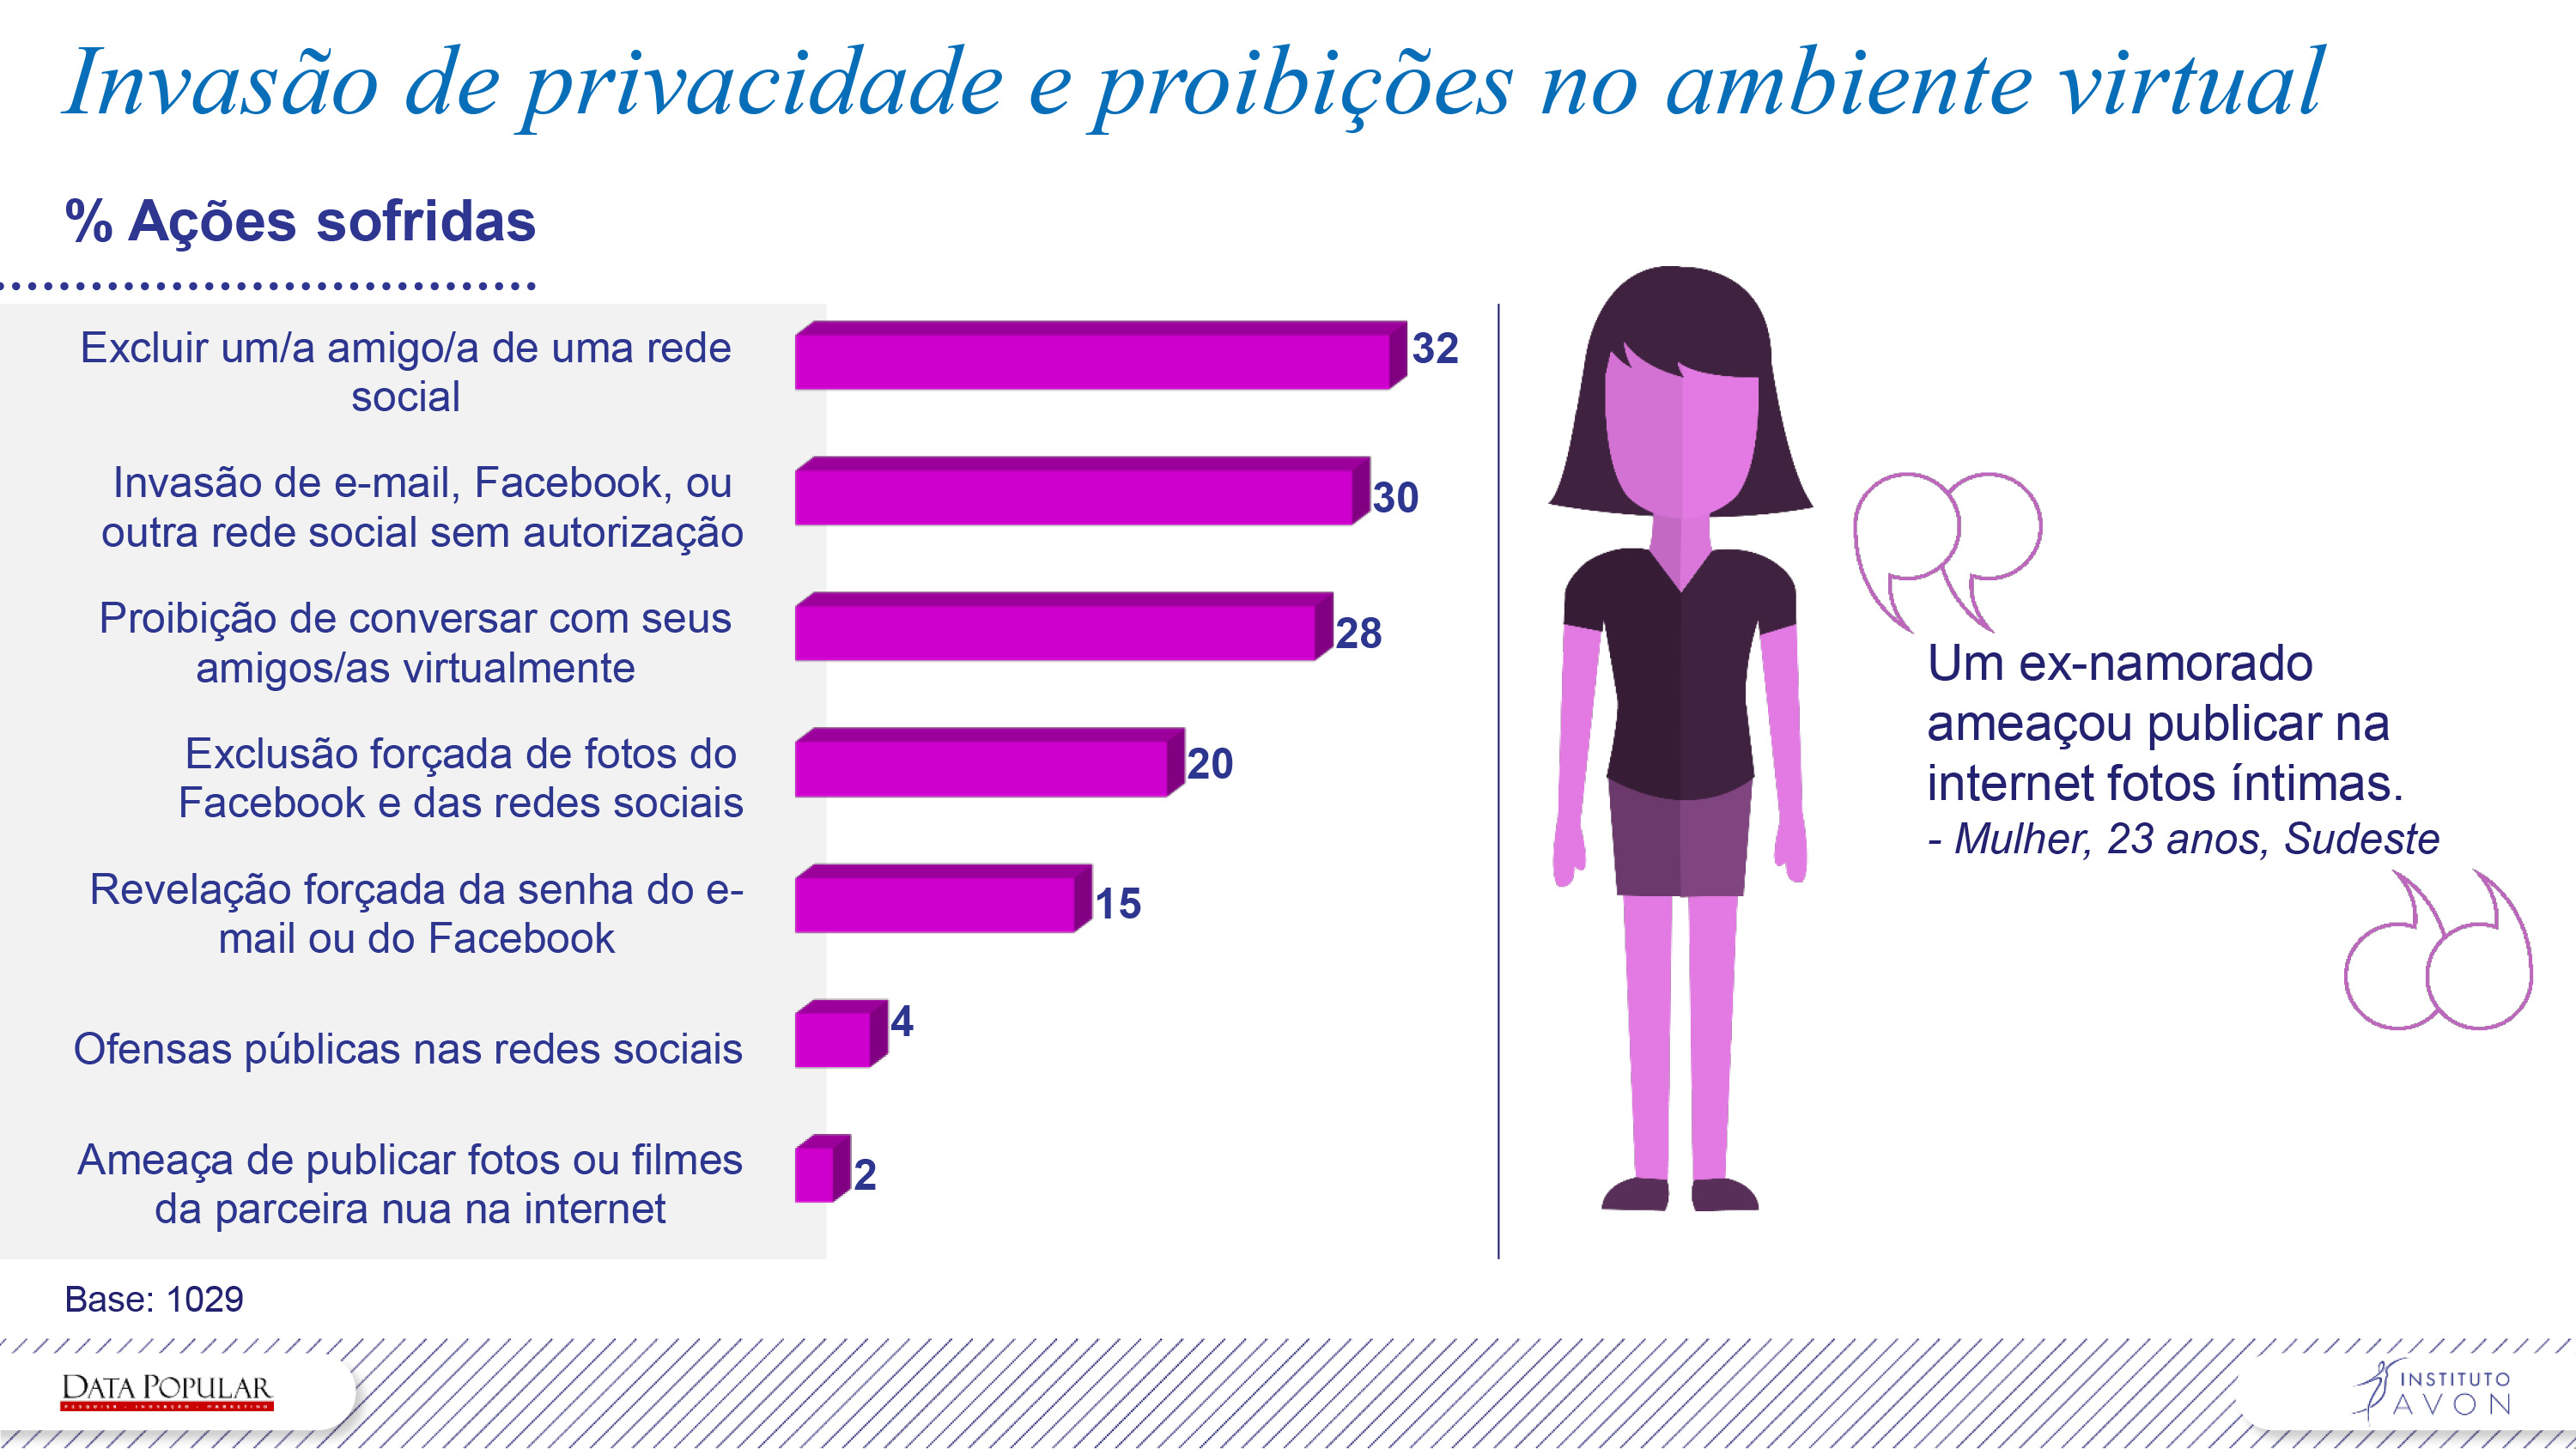 Invasão de privacidade e proibições no ambiente virtual
% Ações sofridas
Excluir um/a amigo/a de uma rede
social
32
Invasão de e-mail, Facebook, ou
outra rede social sem autorização
30
Proibição de conversar com seus
amigos/as virtualmente
28
Exclusão forçada de fotos do
Facebook e das redes sociais
20
Revelação forçada da senha do e-
mail ou do Facebook
15
Ofensas públicas nas redes sociais
4
Ameaça de publicar fotos ou filmes
da parceira nua na internet
2
Um ex-namorado
ameaçou publicar na
internet fotos íntimas.
- Mulher, 23 anos, Sudeste
Base: 1029
DATA POPULAR
PESQUISA - INOVAÇÃO - MARKETING
INSTITUTO
AVON